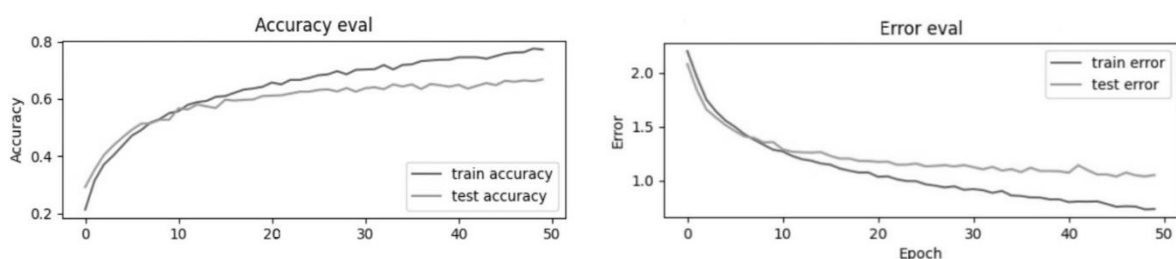 Accuracy eval
0.8
0.6
0.4
0.2
Accuracy
train accuracy
test accuracy
0 10 20 30 40 50
Error eval
2.0
1.5
1.0
Error
train error
test error
0 10 20 30 40 50
Epoch